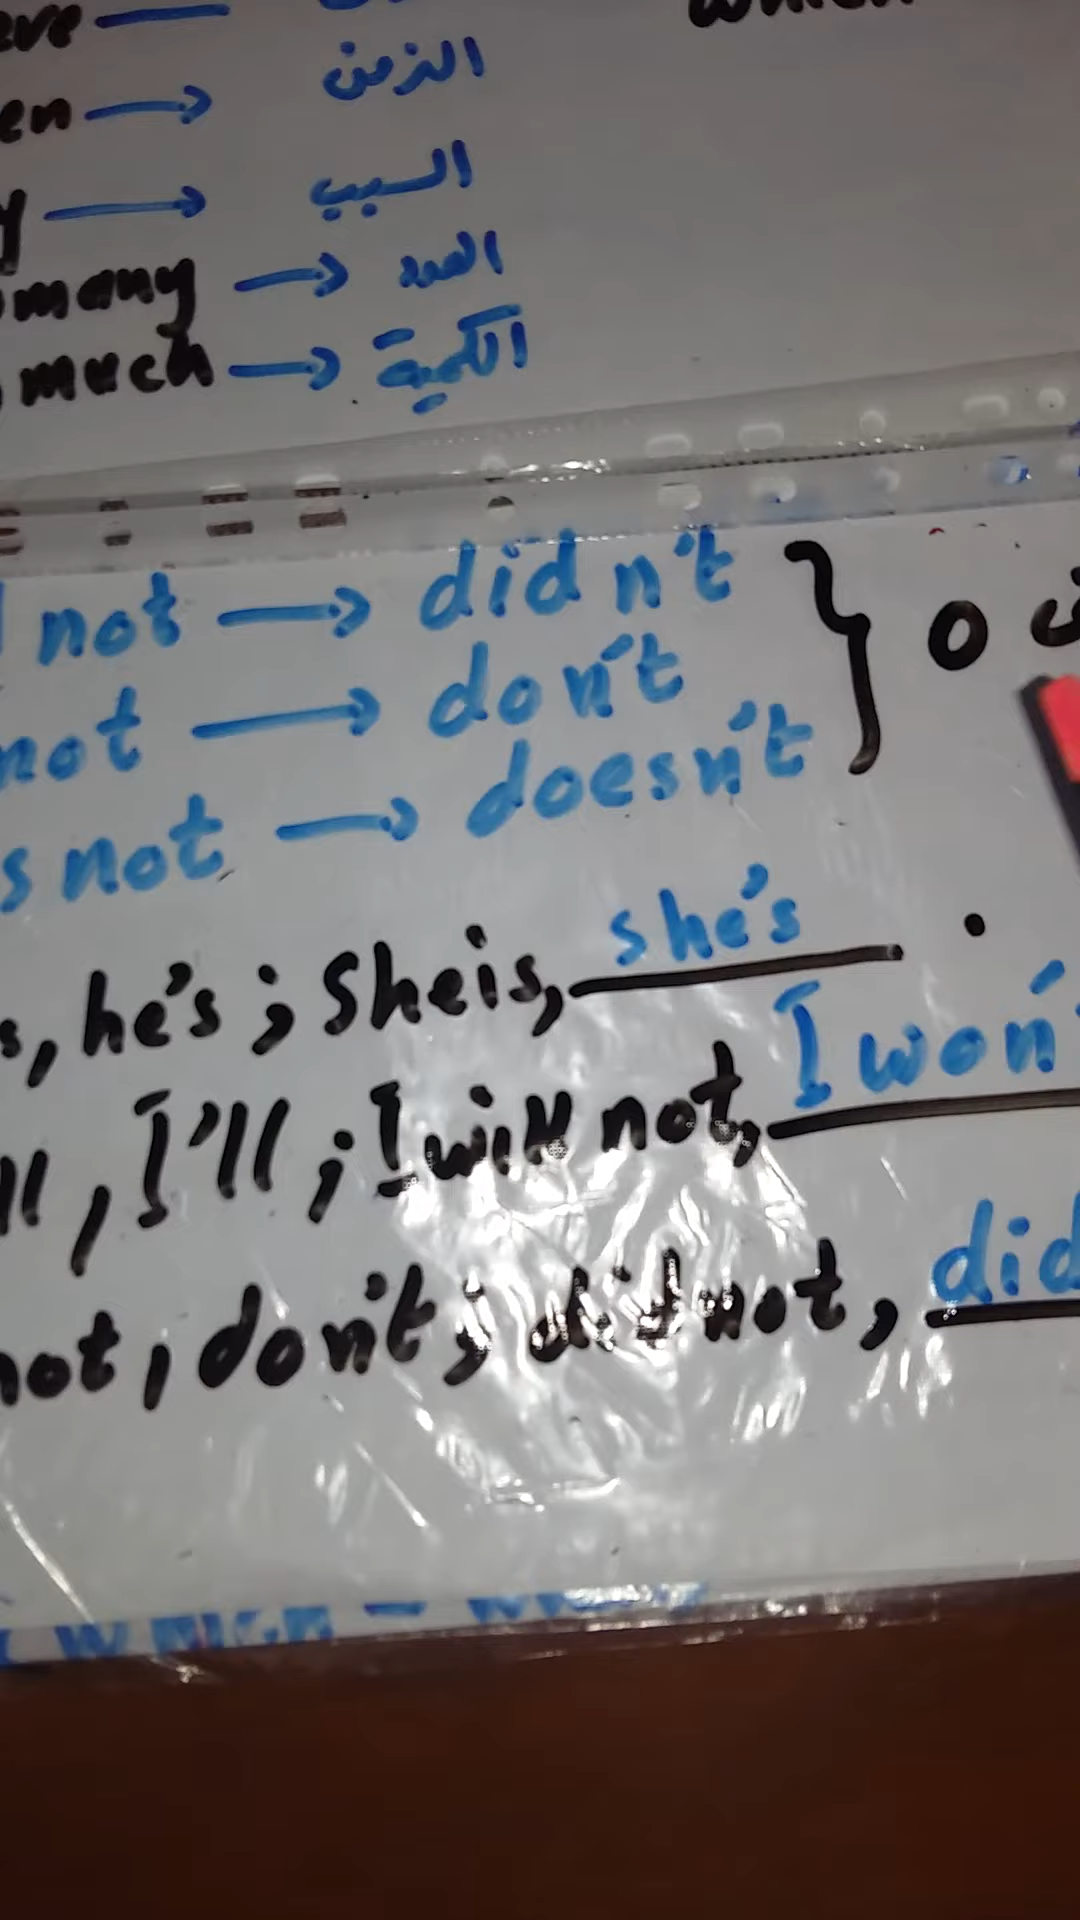 ere —
en → الزمن
y → السبب
many → العدد
much → الكمية
not → didn't
not → don't } o
s not → doesn't
s, he's ; She is, she's .
ll , I'll ; I will not, I won'
not , don't ; did not , did